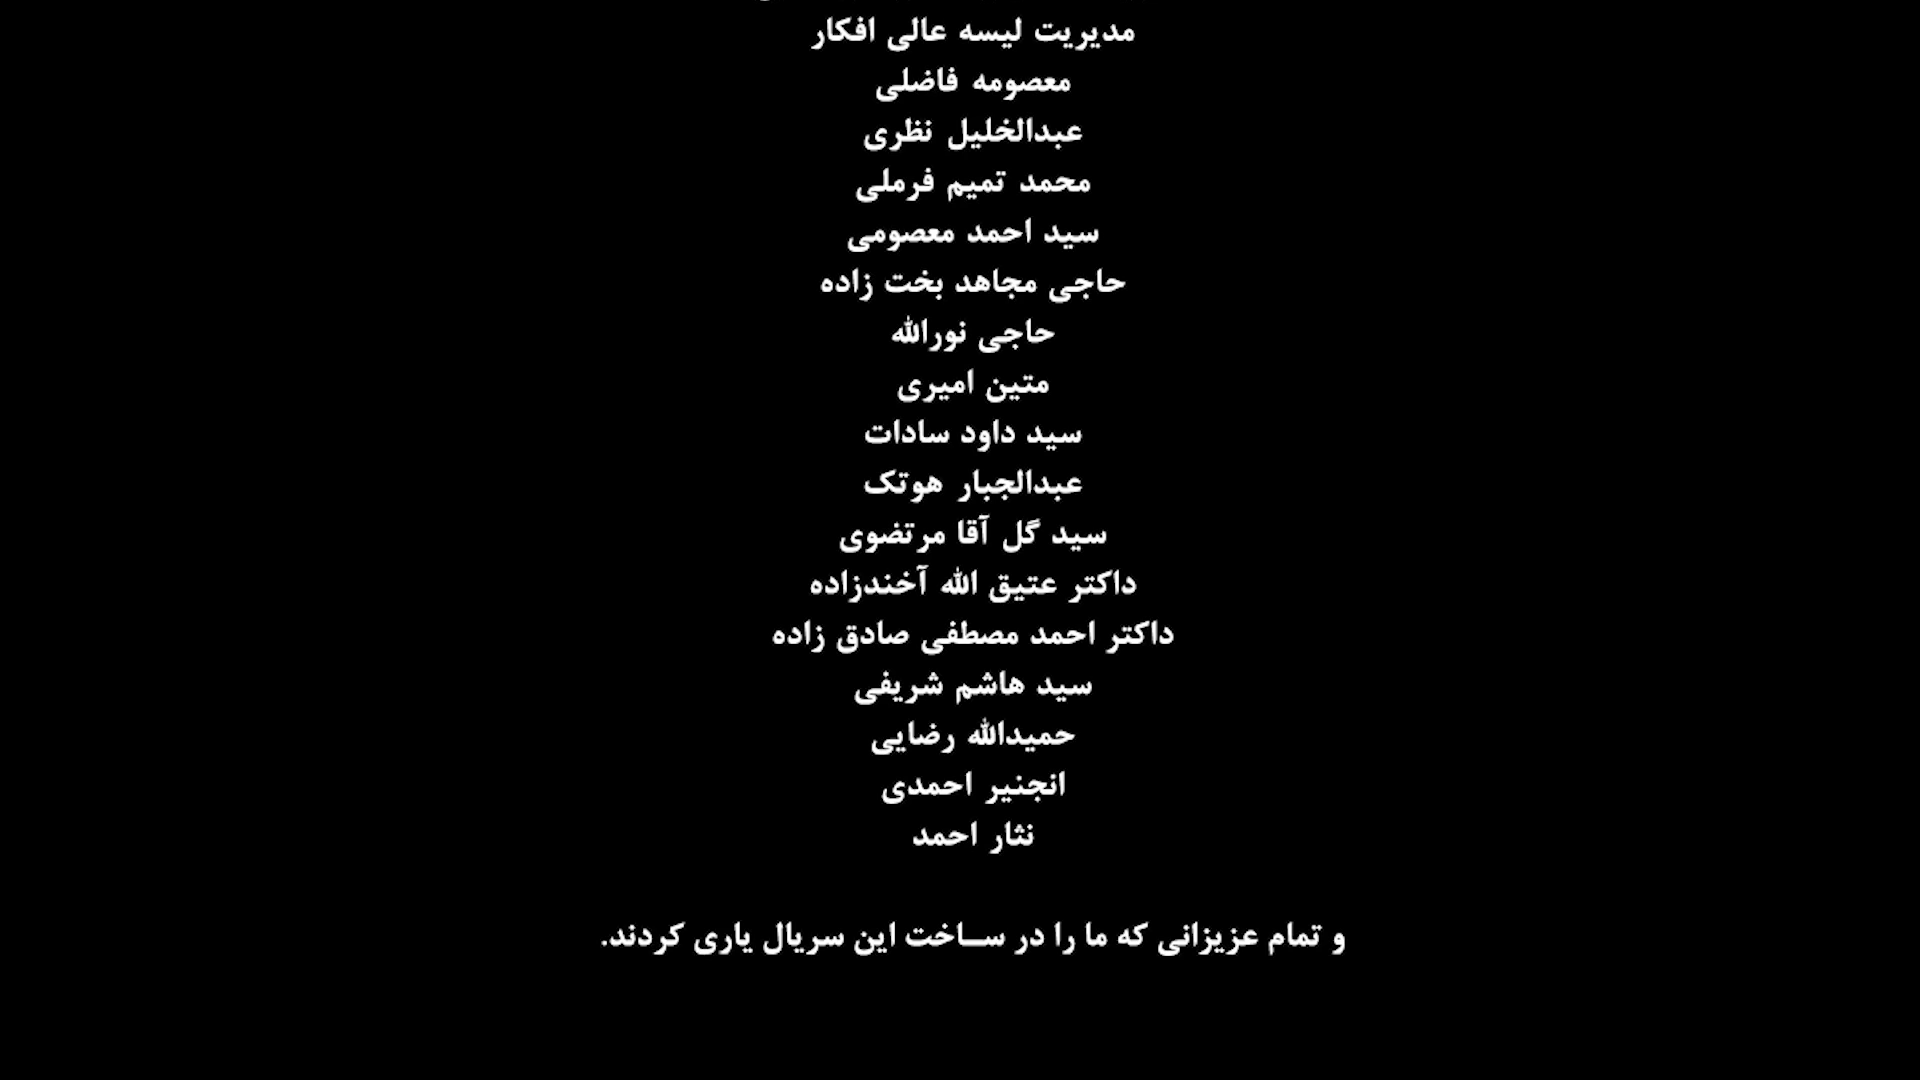 مدیریت لیسه عالی افکار
معصومه فاضلی
عبدالخلیل نظری
محمد تمیم فرملی
سید احمد معصومی
حاجی مجاهد بخت زاده
حاجی نورالله
متین امیری
سید داود سادات
عبدالجبار هوتک
سید گل آقا مرتضوی
داکتر عتیق الله آخندزاده
داکتر احمد مصطفی صادق زاده
سید هاشم شریفی
حمیدالله رضایی
انجنیر احمدی
نثار احمد
و تمام عزیزانی که ما را در ســاخت این سریال یاری کردند.